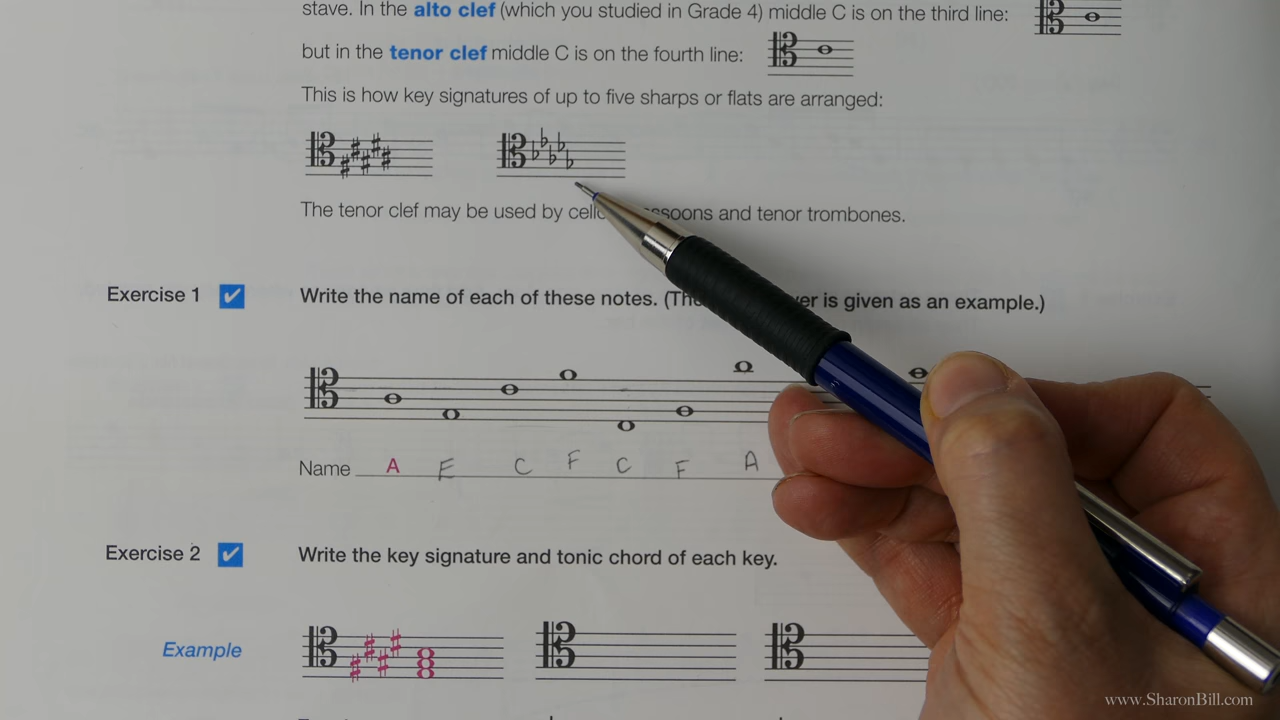 stave. In the alto clef (which you studied in Grade 4) middle C is on the third line:
but in the tenor clef middle C is on the fourth line:
This is how key signatures of up to five sharps or flats are arranged:
The tenor clef may be used by and tenor trombones.
Exercise 1 Write the name of each of these notes. (The is given as an example.)
Name A E C F C F A
Exercise 2 Write the key signature and tonic chord of each key.
Example
www.SharonBill.com